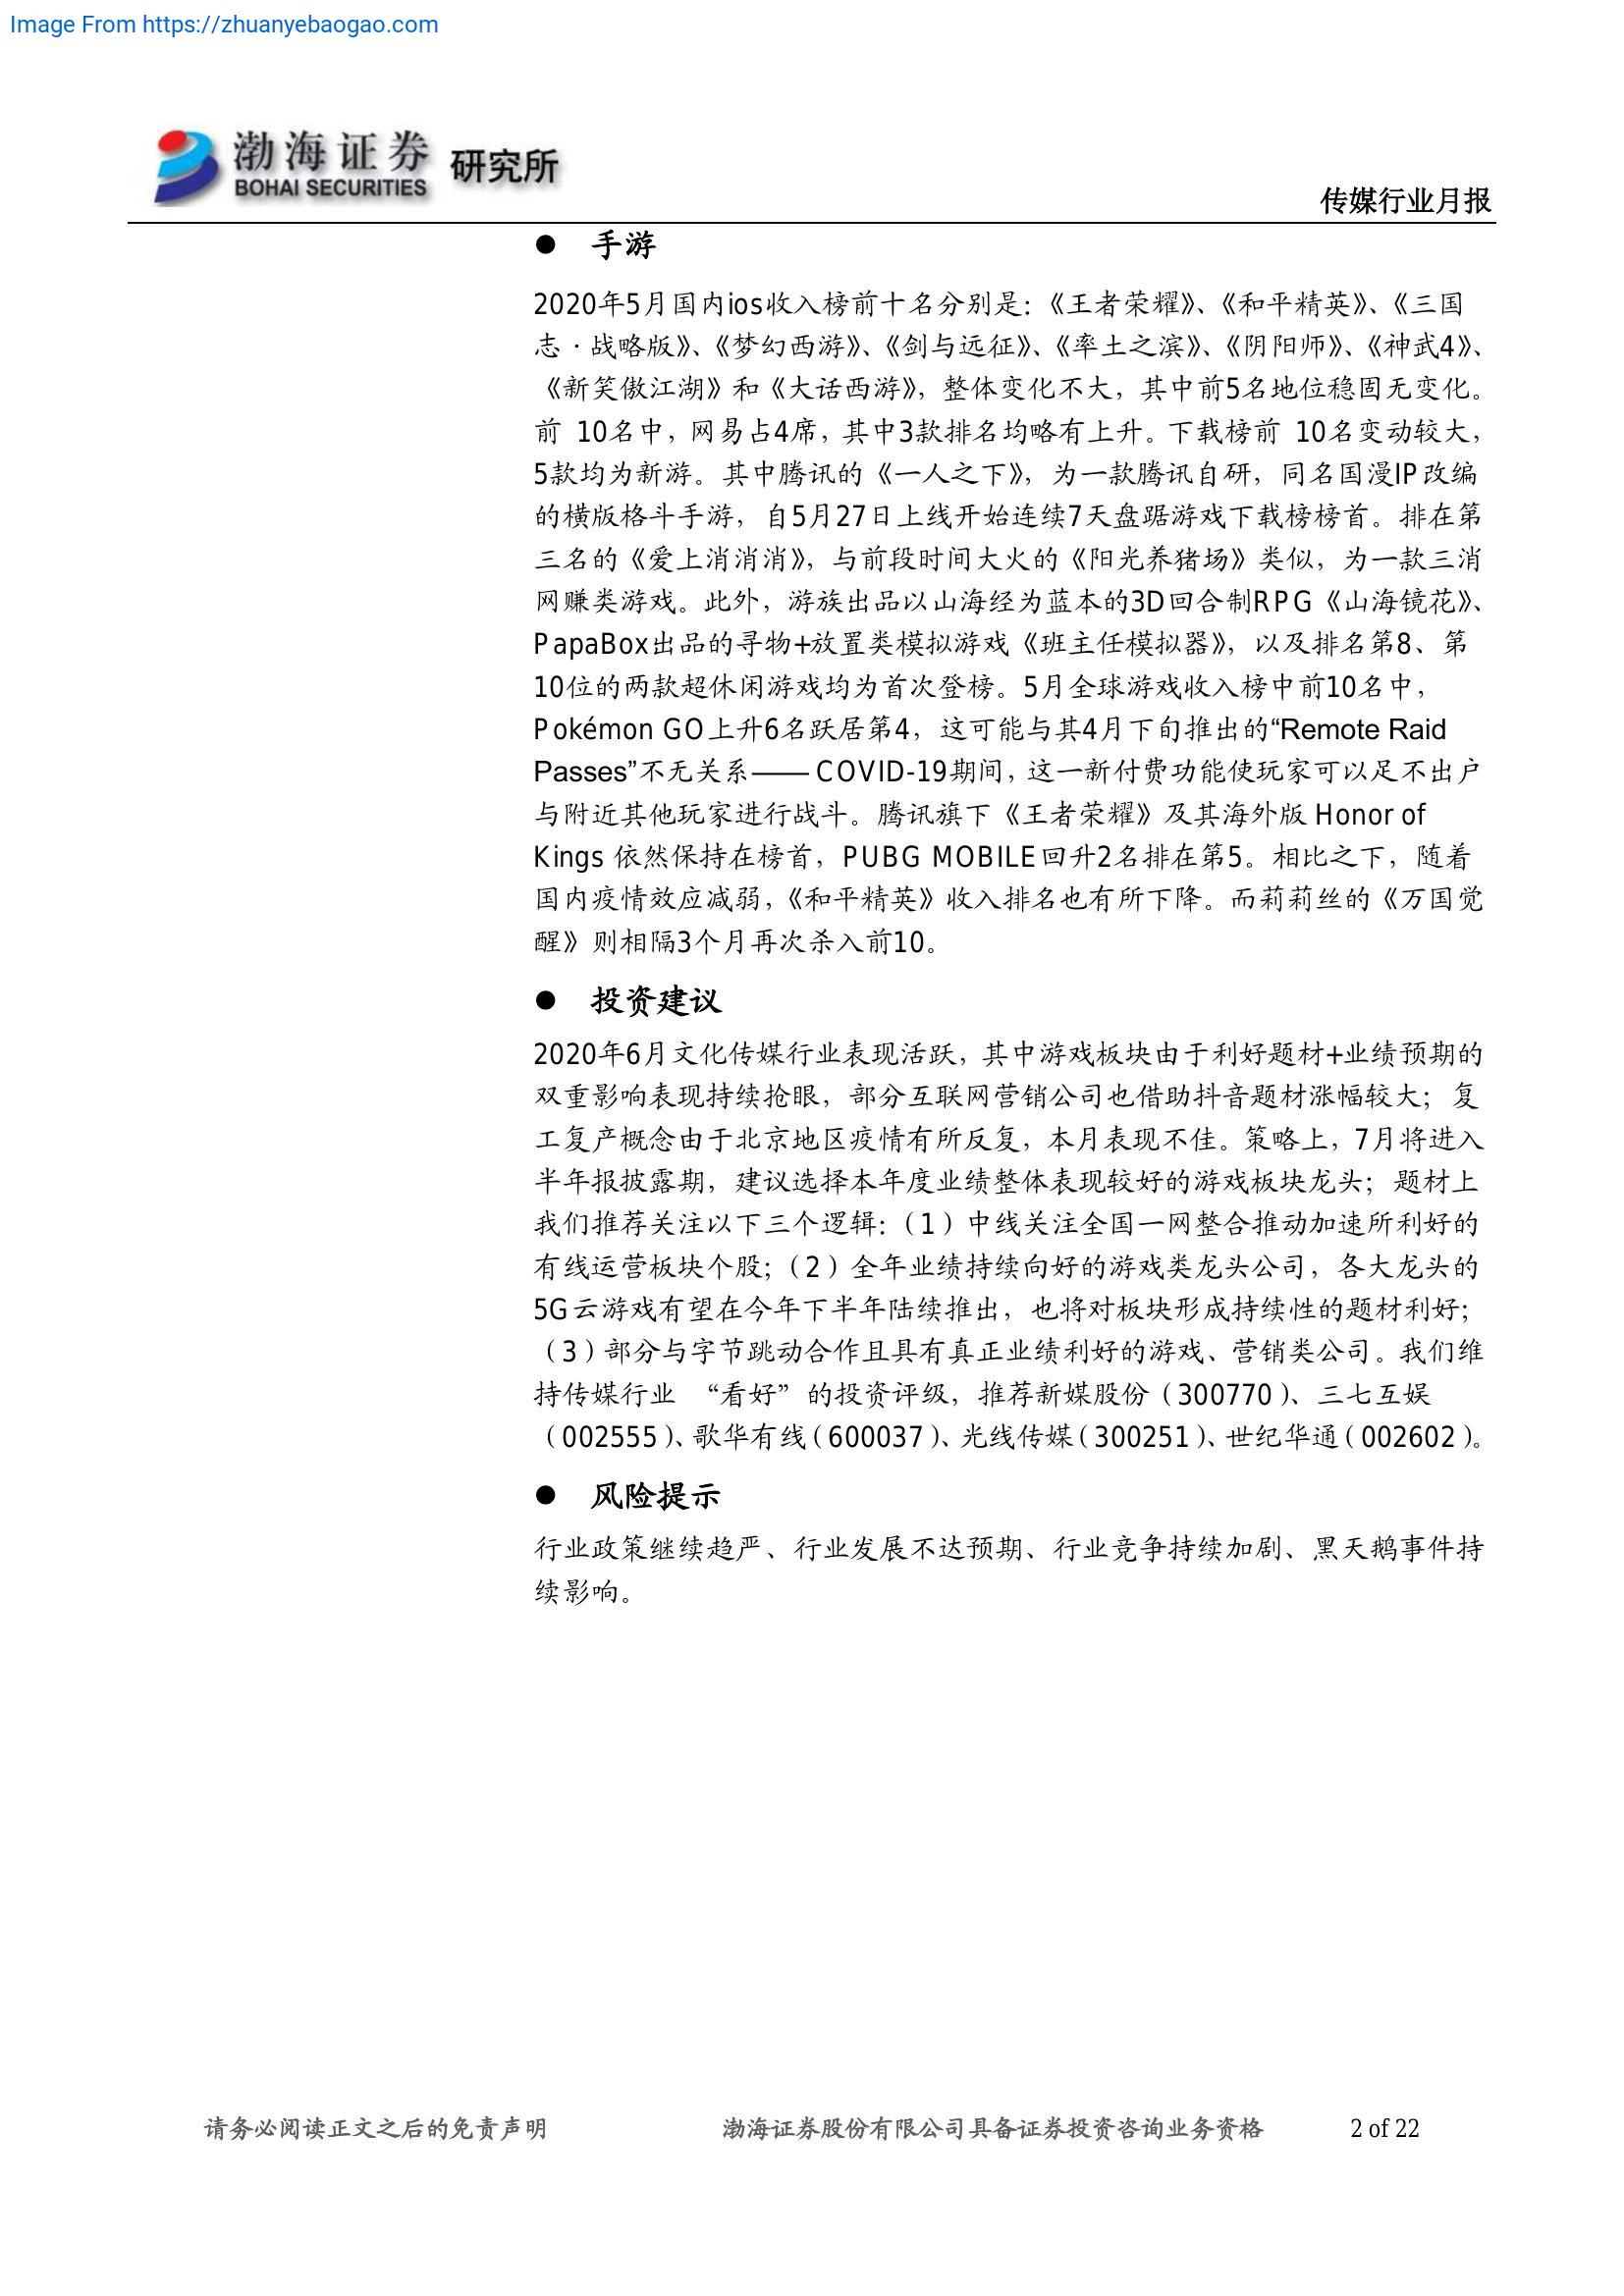 Image From https://zhuanyebaogao.com
渤海证券 研究所
BOHAI SECURITIES
传媒行业月报
● 手游
2020年5月国内ios收入榜前十名分别是：《王者荣耀》、《和平精英》、《三国
志·战略版》、《梦幻西游》、《剑与远征》、《率土之滨》、《阴阳师》、《神武4》、
《新笑傲江湖》和《大话西游》，整体变化不大，其中前5名地位稳固无变化。
前 10名中，网易占4席，其中3款排名均略有上升。下载榜前 10名变动较大，
5款均为新游。其中腾讯的《一人之下》，为一款腾讯自研，同名国漫IP改编
的横版格斗手游，自5月27日上线开始连续7天盘踞游戏下载榜榜首。排在第
三名的《爱上消消消》，与前段时间大火的《阳光养猪场》类似，为一款三消
网赚类游戏。此外，游族出品以山海经为蓝本的3D回合制RPG《山海镜花》、
PapaBox出品的寻物+放置类模拟游戏《班主任模拟器》，以及排名第8、第
10位的两款超休闲游戏均为首次登榜。5月全球游戏收入榜中前10名中，
Pokémon GO上升6名跃居第4，这可能与其4月下旬推出的“Remote Raid
Passes”不无关系—— COVID-19期间，这一新付费功能使玩家可以足不出户
与附近其他玩家进行战斗。腾讯旗下《王者荣耀》及其海外版 Honor of
Kings 依然保持在榜首，PUBG MOBILE回升2名排在第5。相比之下，随着
国内疫情效应减弱，《和平精英》收入排名也有所下降。而莉莉丝的《万国觉
醒》则相隔3个月再次杀入前10。
● 投资建议
2020年6月文化传媒行业表现活跃，其中游戏板块由于利好题材+业绩预期的
双重影响表现持续抢眼，部分互联网营销公司也借助抖音题材涨幅较大；复
工复产概念由于北京地区疫情有所反复，本月表现不佳。策略上，7月将进入
半年报披露期，建议选择本年度业绩整体表现较好的游戏板块龙头；题材上
我们推荐关注以下三个逻辑：（1）中线关注全国一网整合推动加速所利好的
有线运营板块个股；（2）全年业绩持续向好的游戏类龙头公司，各大龙头的
5G云游戏有望在今年下半年陆续推出，也将对板块形成持续性的题材利好；
（3）部分与字节跳动合作且具有真正业绩利好的游戏、营销类公司。我们维
持传媒行业 “看好”的投资评级，推荐新媒股份（300770）、三七互娱
（002555）、歌华有线（600037）、光线传媒（300251）、世纪华通（002602）。
● 风险提示
行业政策继续趋严、行业发展不达预期、行业竞争持续加剧、黑天鹅事件持
续影响。
请务必阅读正文之后的免责声明 渤海证券股份有限公司具备证券投资咨询业务资格 2 of 22